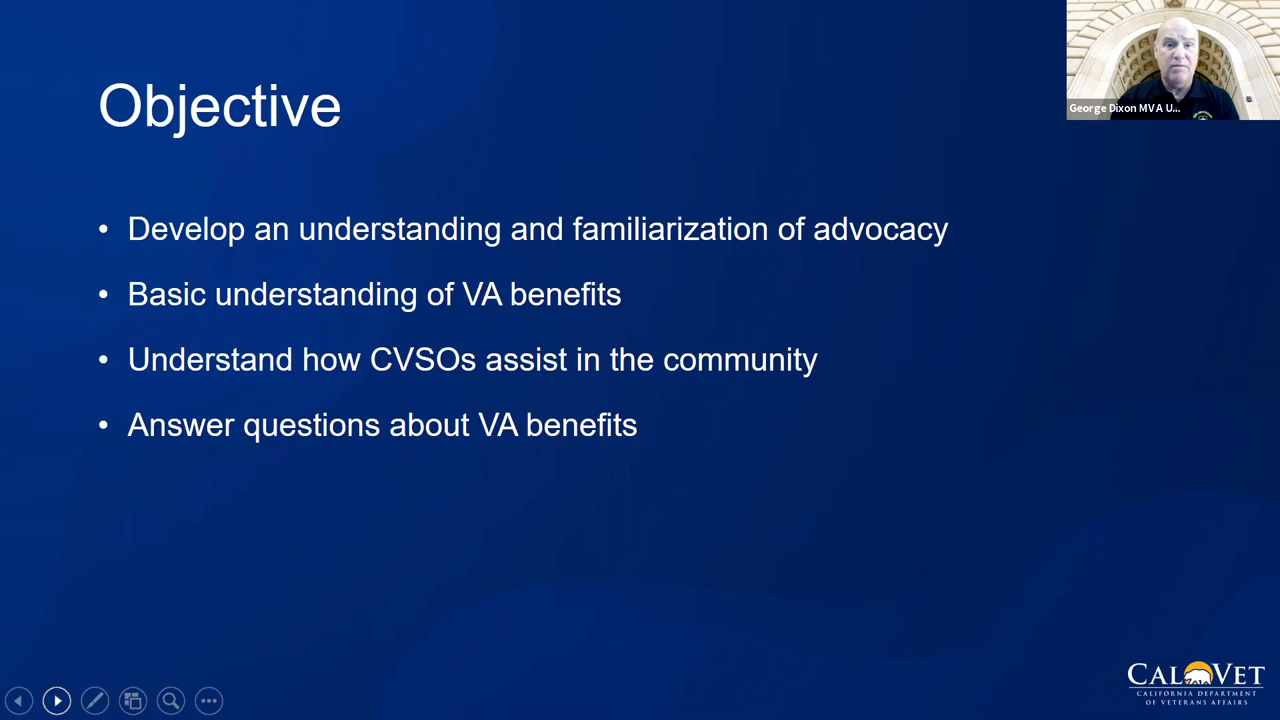 Objective
• Develop an understanding and familiarization of advocacy
• Basic understanding of VA benefits
• Understand how CVSOs assist in the community
• Answer questions about VA benefits
George Dixon MVA U...
CALVET
CALIFORNIA DEPARTMENT
OF VETERANS AFFAIRS